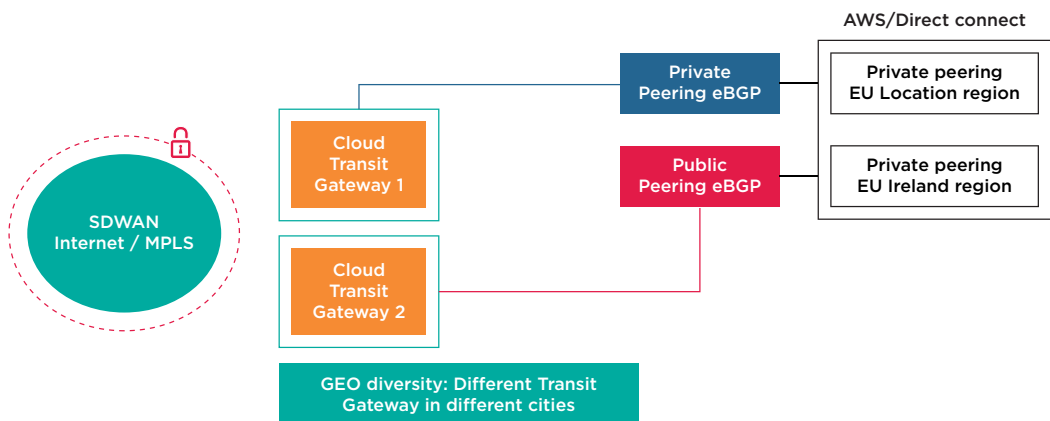 AWS/Direct connect
Private
Peering eBGP
Private peering
EU Location region
Cloud
Transit
Gateway 1
Public
Peering eBGP
Private peering
EU Ireland region
SDWAN
Internet / MPLS
Cloud
Transit
Gateway 2
GEO diversity: Different Transit
Gateway in different cities